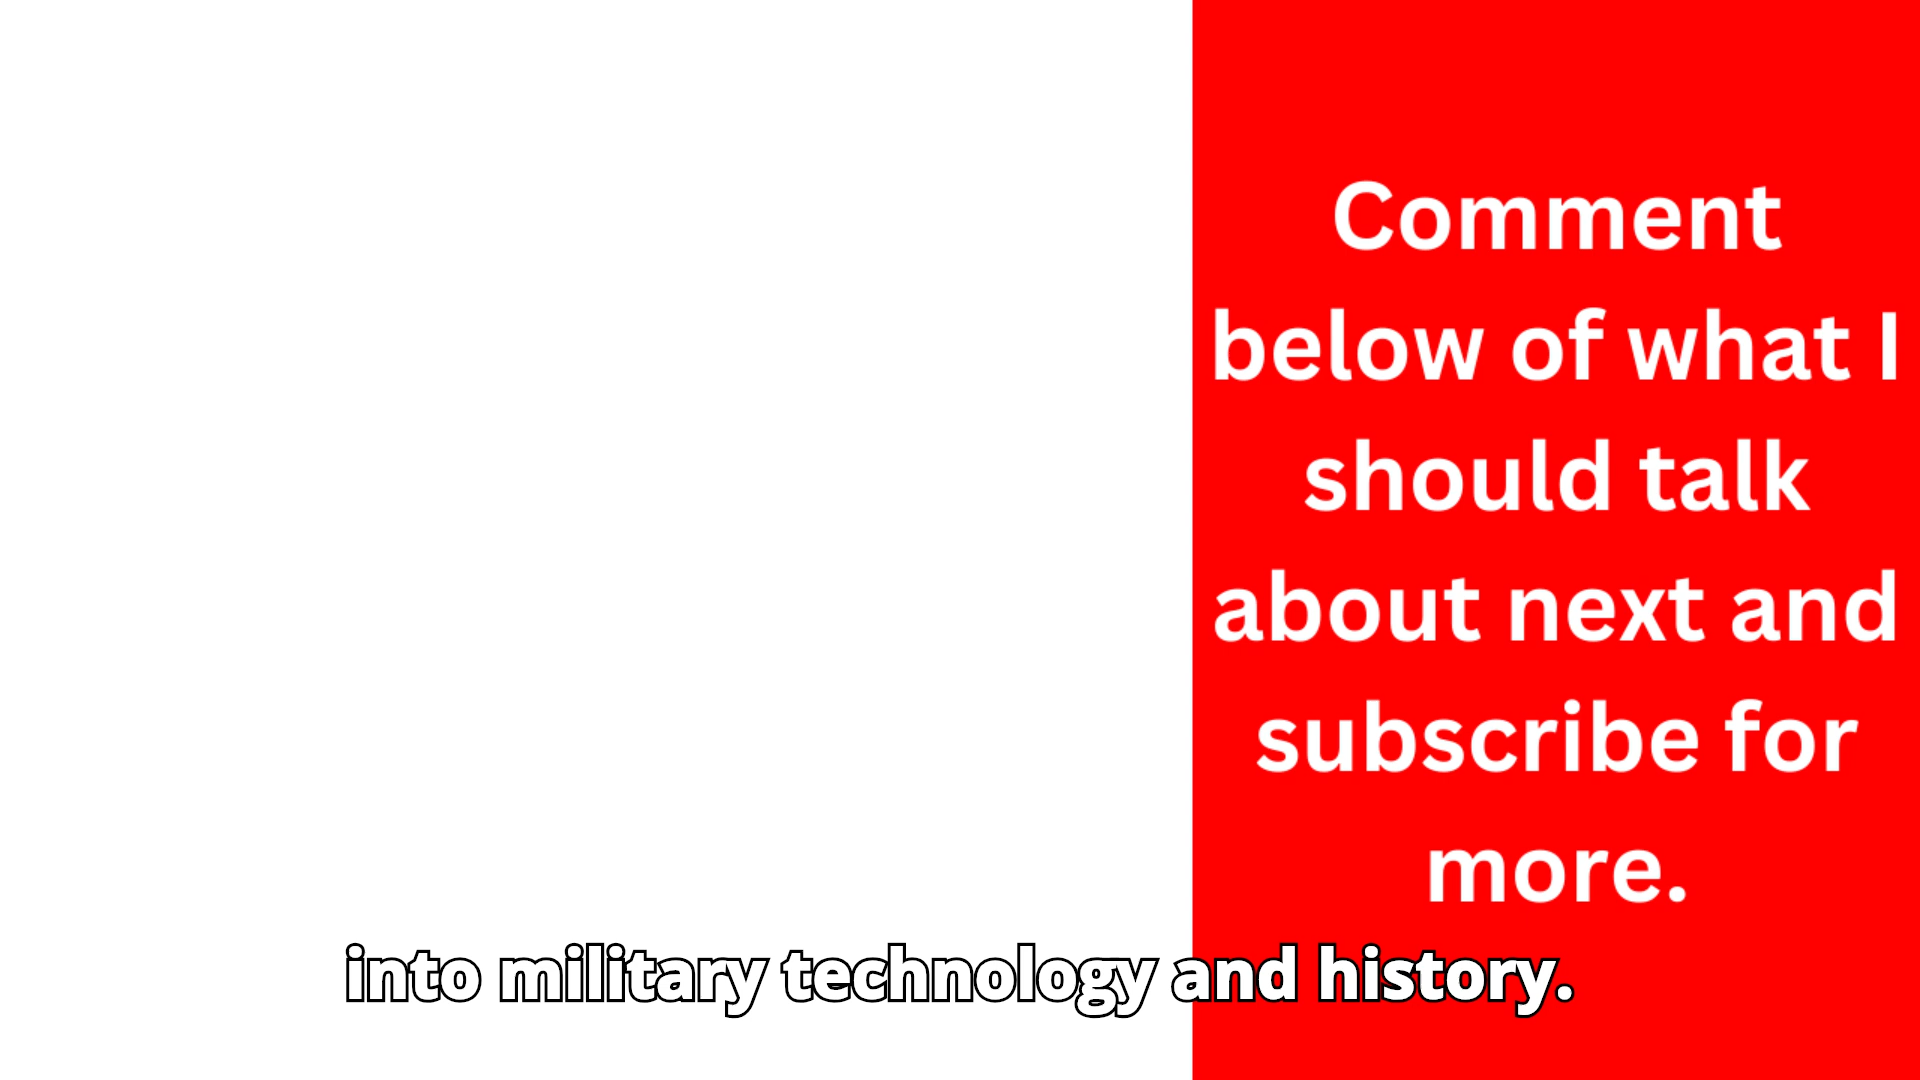 Comment
below of what I
should talk
about next and
subscribe for
more.
into military technology and history.